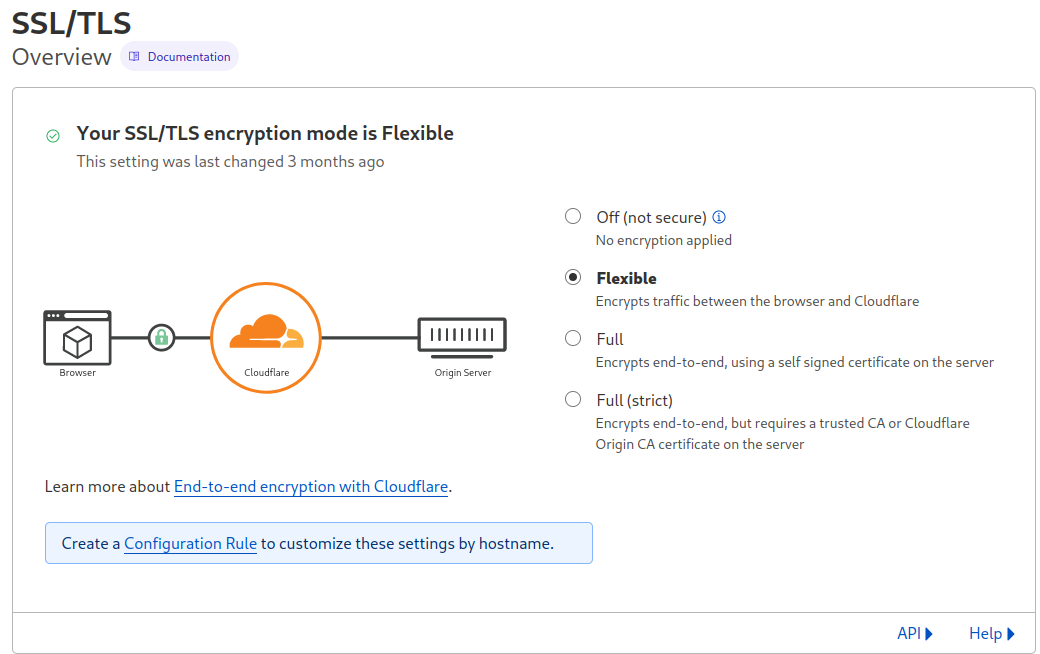 SSL/TLS
Overview Documentation
Your SSL/TLS encryption mode is Flexible
This setting was last changed 3 months ago
Off (not secure)
No encryption applied
Flexible
Encrypts traffic between the browser and Cloudflare
Full
Encrypts end-to-end, using a self signed certificate on the server
Full (strict)
Encrypts end-to-end, but requires a trusted CA or Cloudflare
Origin CA certificate on the server
Browser
Cloudflare
Origin Server
Learn more about End-to-end encryption with Cloudflare.
Create a Configuration Rule to customize these settings by hostname.
API Help